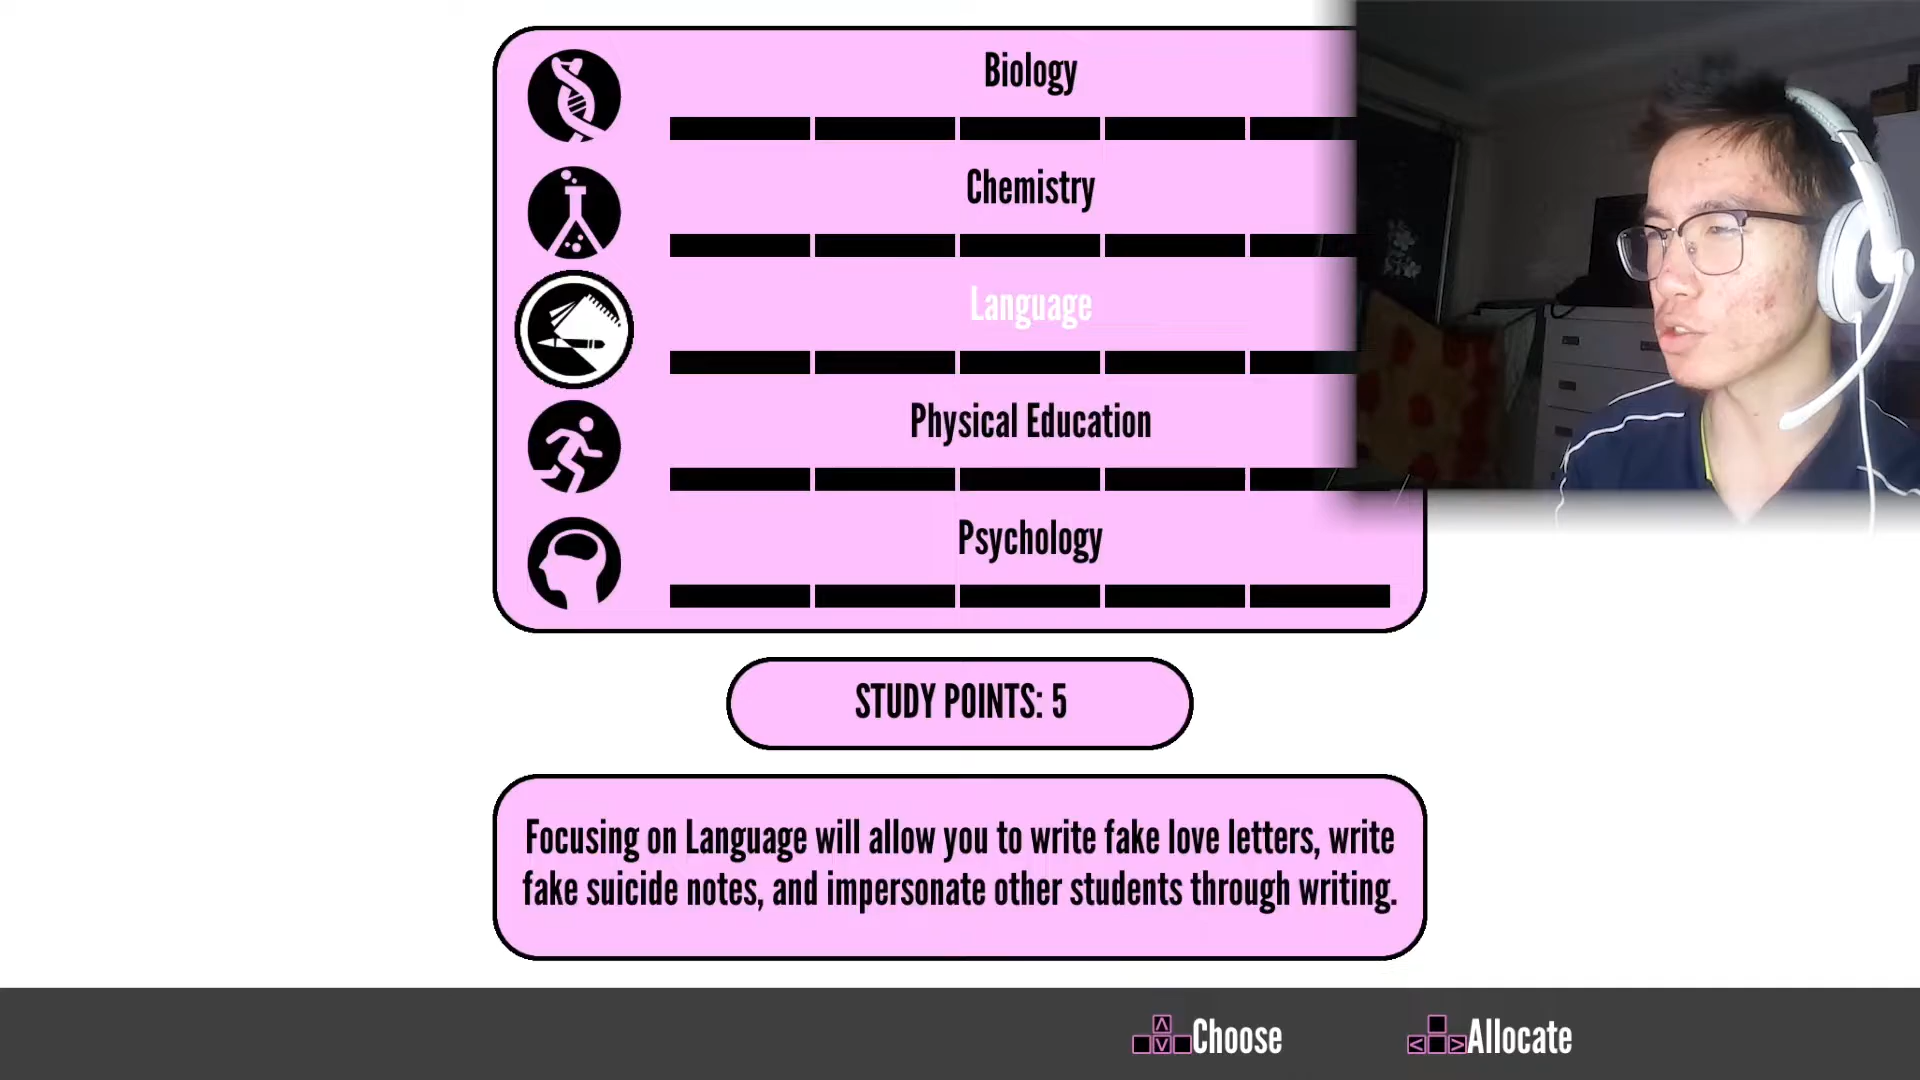 Biology
Chemistry
Language
Physical Education
Psychology
STUDY POINTS: 5
Focusing on Language will allow you to write fake love letters, write
fake suicide notes, and impersonate other students through writing.
Choose
Allocate